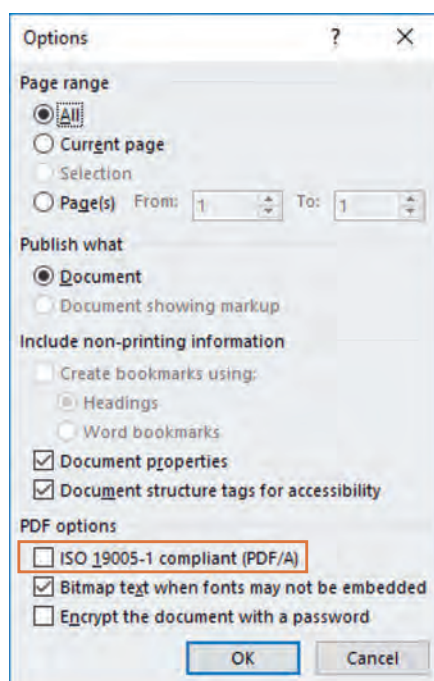 Options ? X
Page range
All
Current page
Selection
Page(s) From: 1 To: 1
Publish what
Document
Document showing markup
Include non-printing information
Create bookmarks using:
Headings
Word bookmarks
Document properties
Document structure tags for accessibility
PDF options
ISO 19005-1 compliant (PDF/A)
Bitmap text when fonts may not be embedded
Encrypt the document with a password
OK Cancel